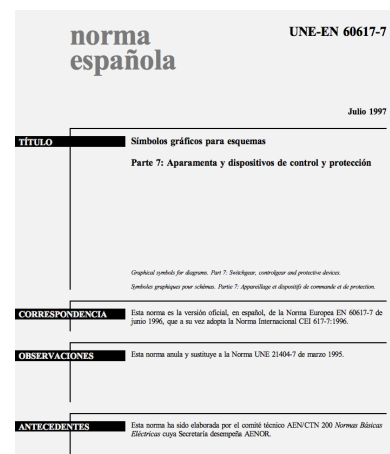 norma
española
UNE-EN 60617-7
Julio 1997
TÍTULO
Símbolos gráficos para esquemas
Parte 7: Aparamenta y dispositivos de control y protección
Graphical symbols for diagrams. Part 7: Switchgear, controlgear and protective devices.
Symboles graphiques pour schémas. Partie 7: Appareillage et dispositifs de commande et de protection.
CORRESPONDENCIA
Esta norma es la versión oficial, en español, de la Norma Europea EN 60617-7 de
junio 1996, que a su vez adopta la Norma Internacional CEI 617-7:1996.
OBSERVACIONES
Esta norma anula y sustituye a la Norma UNE 21404-7 de marzo 1995.
ANTECEDENTES
Esta norma ha sido elaborada por el comité técnico AEN/CTN 200 Normas Básicas
Eléctricas cuya Secretaría desempeña AENOR.